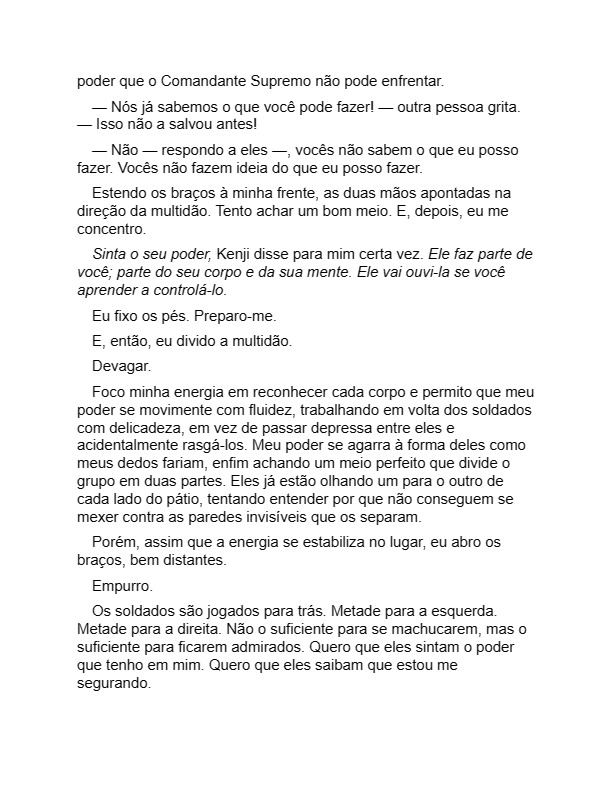 poder que o Comandante Supremo não pode enfrentar.
— Nós já sabemos o que você pode fazer! — outra pessoa grita.
— Isso não a salvou antes!
— Não — respondo a eles —, vocês não sabem o que eu posso
fazer. Vocês não fazem ideia do que eu posso fazer.
Estendo os braços à minha frente, as duas mãos apontadas na
direção da multidão. Tento achar um bom meio. E, depois, eu me
concentro.
Sinta o seu poder, Kenji disse para mim certa vez. Ele faz parte de
você; parte do seu corpo e da sua mente. Ele vai ouvi-la se você
aprender a controlá-lo.
Eu fixo os pés. Preparo-me.
E, então, eu divido a multidão.
Devagar.
Foco minha energia em reconhecer cada corpo e permito que meu
poder se movimente com fluidez, trabalhando em volta dos soldados
com delicadeza, em vez de passar depressa entre eles e
acidentalmente rasgá-los. Meu poder se agarra à forma deles como
meus dedos fariam, enfim achando um meio perfeito que divide o
grupo em duas partes. Eles já estão olhando um para o outro de
cada lado do pátio, tentando entender por que não conseguem se
mexer contra as paredes invisíveis que os separam.
Porém, assim que a energia se estabiliza no lugar, eu abro os
braços, bem distantes.
Empurro.
Os soldados são jogados para trás. Metade para a esquerda.
Metade para a direita. Não o suficiente para se machucarem, mas o
suficiente para ficarem admirados. Quero que eles sintam o poder
que tenho em mim. Quero que eles saibam que estou me
segurando.